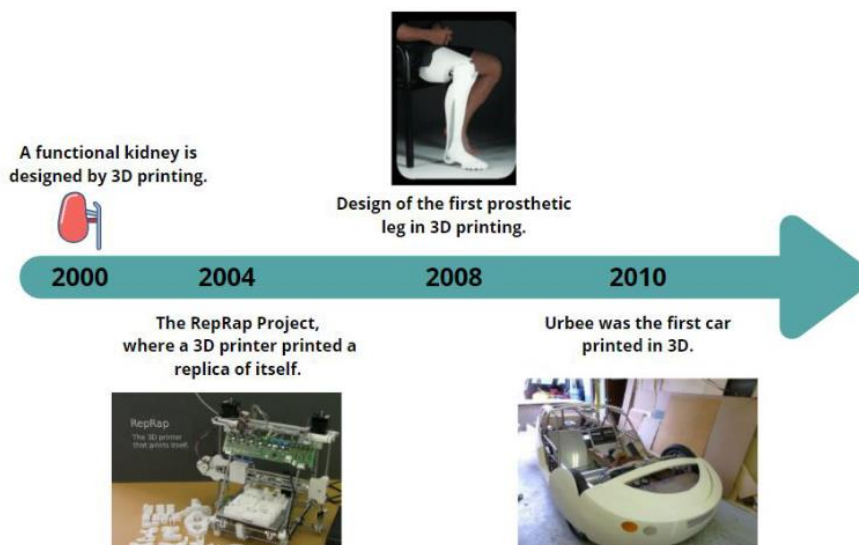 A functional kidney is
designed by 3D printing.
Design of the first prosthetic
leg in 3D printing.
2000
2004
2008
2010
The RepRap Project,
where a 3D printer printed a
replica of itself.
Urbee was the first car
printed in 3D.
RepRap
The 3D printer
that prints itself.